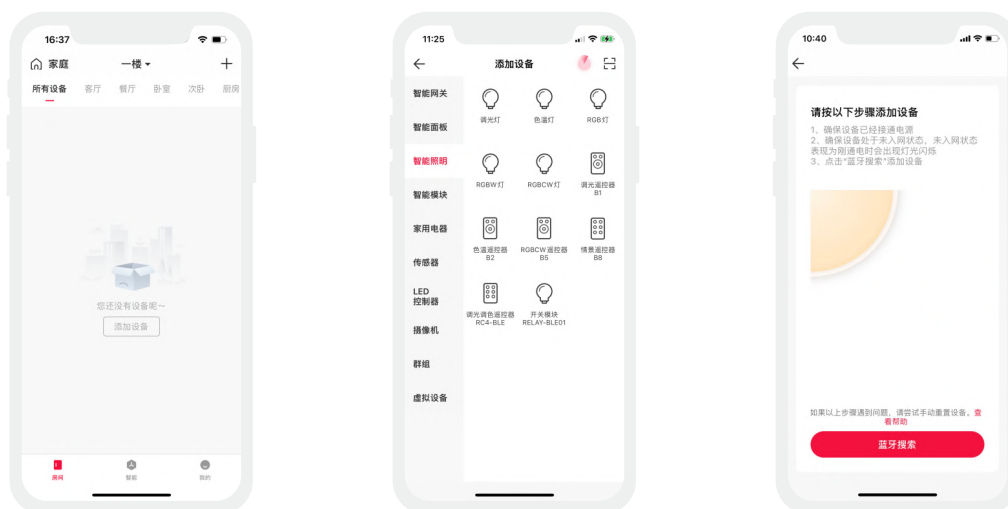 16:37
家庭
一楼
所有设备 客厅 餐厅 卧室 次卧 厨房
您还没有设备呢～
添加设备
房间 智能 我的
11:25
添加设备
智能网关
智能面板
智能照明
智能模块
家用电器
传感器
LED
控制器
摄像机
群组
虚拟设备
调光灯 色温灯 RGB灯
RGBW灯 RGBCW灯 调光遥控器
B1
色温遥控器 RGBCW遥控器 情景遥控器
B2 B5 B8
调光调色遥控器 开关模块
RC4-BLE RELAY-BLE01
10:40
请按以下步骤添加设备
1、确保设备已经接通电源
2、确保设备处于未入网状态，未入网状态
表现为刚通电时会出现灯光闪烁
3、点击“蓝牙搜索”添加设备
如果以上步骤遇到问题，请尝试手动重置设备。查
看帮助
蓝牙搜索